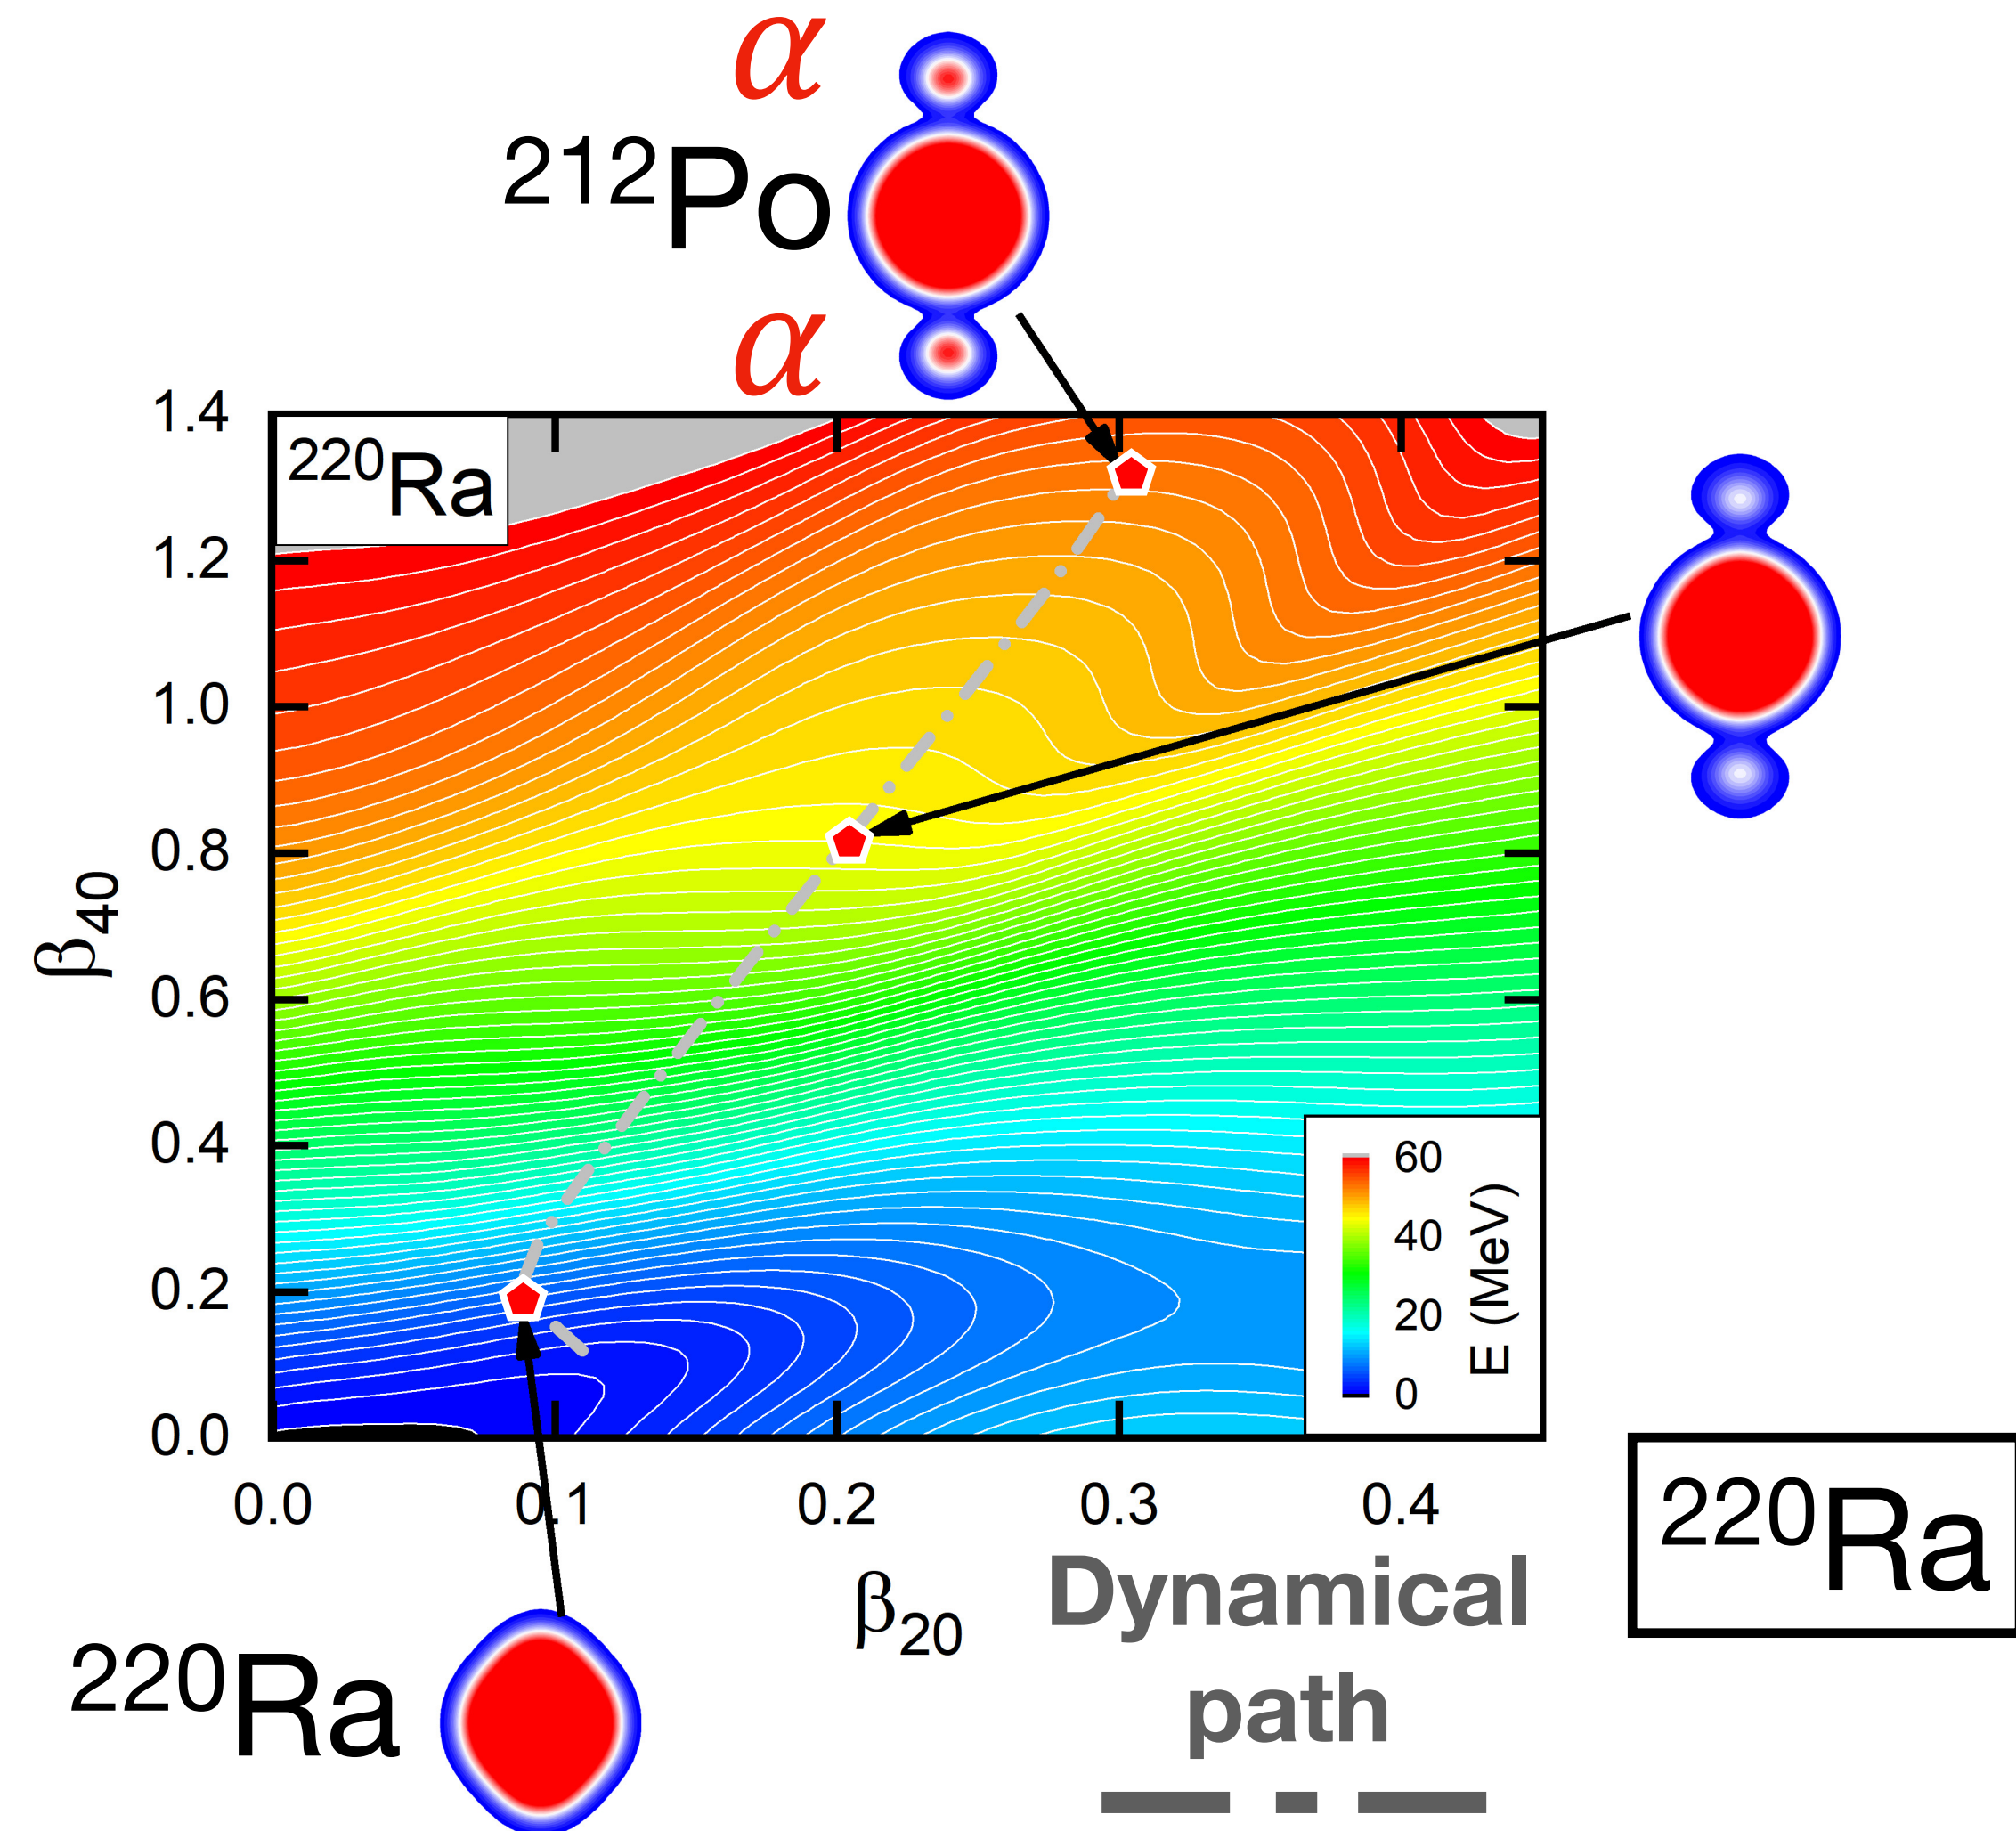 α
²¹²Po
α
1.4
1.2
1.0
0.8
0.6
0.4
0.2
0.0
β₄₀
²²⁰Ra
60
40
20
0
E (MeV)
0.0 0.1 0.2 0.3 0.4
β₂₀
Dynamical
path
²²⁰Ra
²²⁰Ra